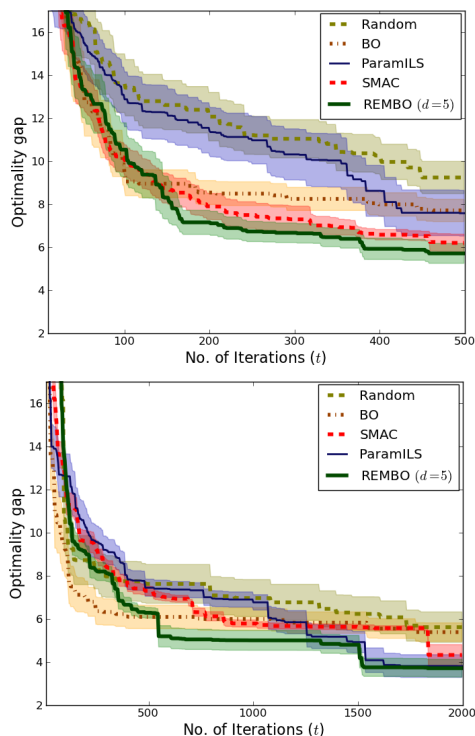 16
14
12
10
8
6
4
2
Optimality gap
Random
BO
ParamILS
SMAC
REMBO (d=5)
100
200
300
400
500
No. of Iterations (t)
16
14
12
10
8
6
4
2
Optimality gap
Random
BO
SMAC
ParamILS
REMBO (d=5)
500
1000
1500
2000
No. of Iterations (t)